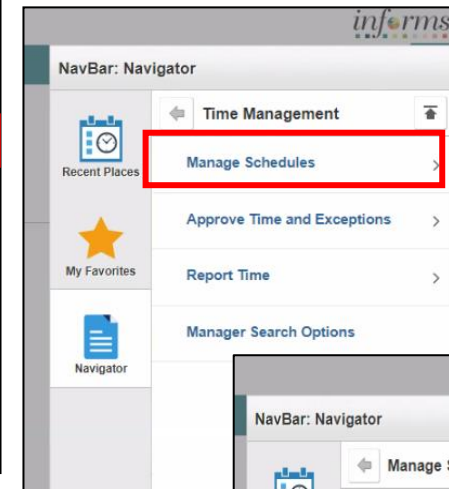 informs
NavBar: Navigator
Time Management
Recent Places
Manage Schedules
Approve Time and Exceptions
My Favorites
Report Time
Navigator
Manager Search Options
NavBar: Navigator
Manage